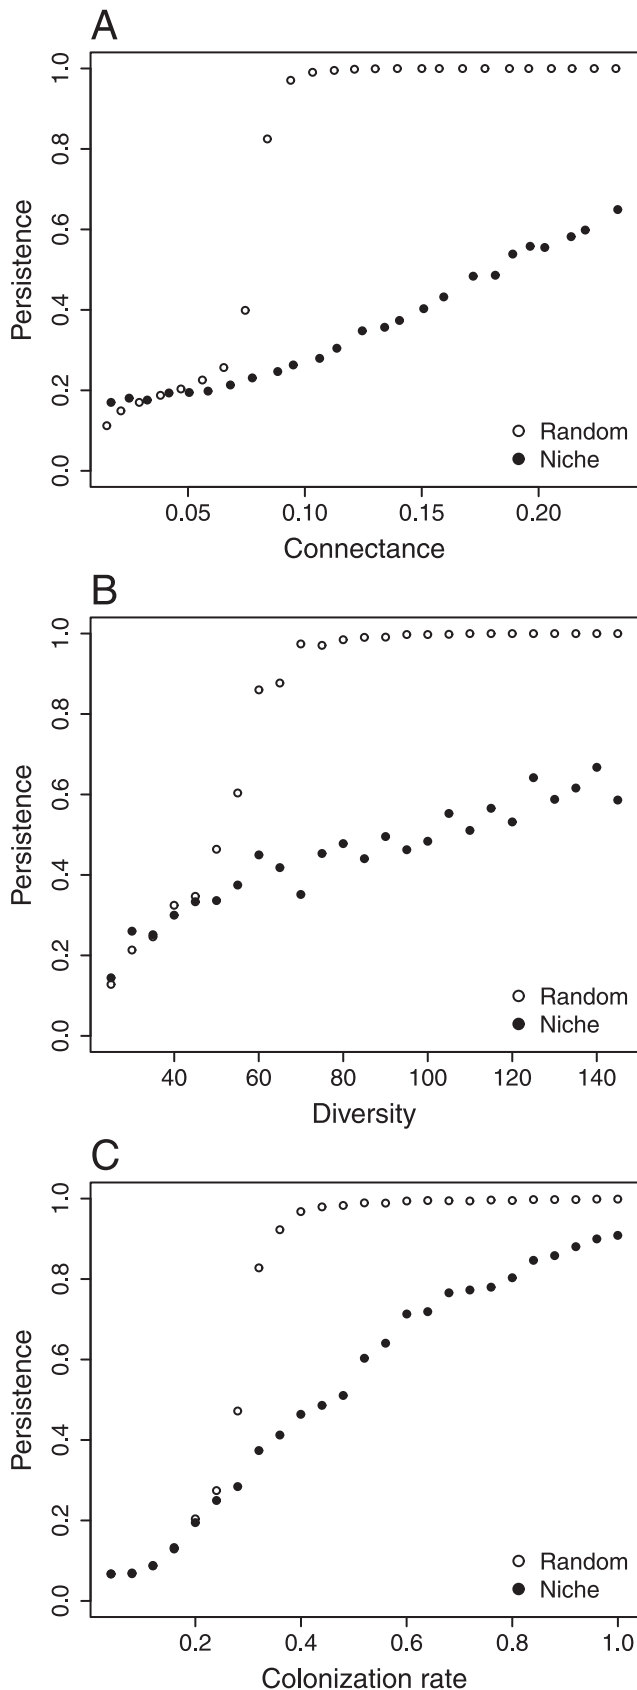 A
1.0
0.8
0.6
0.4
0.2
0.0
Persistence
Random
Niche
0.05 0.10 0.15 0.20
Connectance
B
1.0
0.8
0.6
0.4
0.2
0.0
Persistence
Random
Niche
40 60 80 100 120 140
Diversity
C
1.0
0.8
0.6
0.4
0.2
0.0
Persistence
Random
Niche
0.2 0.4 0.6 0.8 1.0
Colonization rate